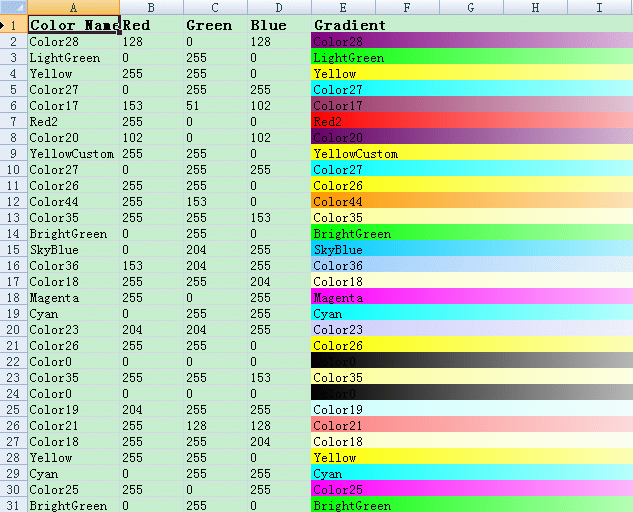 A B C D E F G H I
1 Color Name Red Green Blue Gradient
2 Color28 128 0 128 Color28
3 LightGreen 0 255 0 LightGreen
4 Yellow 255 255 0 Yellow
5 Color27 0 255 255 Color27
6 Color17 153 51 102 Color17
7 Red2 255 0 0 Red2
8 Color20 102 0 102 Color20
9 YellowCustom 255 255 0 YellowCustom
10 Color27 0 255 255 Color27
11 Color26 255 255 0 Color26
12 Color44 255 153 0 Color44
13 Color35 255 255 153 Color35
14 BrightGreen 0 255 0 BrightGreen
15 SkyBlue 0 204 255 SkyBlue
16 Color36 153 204 255 Color36
17 Color18 255 255 204 Color18
18 Magenta 255 0 255 Magenta
19 Cyan 0 255 255 Cyan
20 Color23 204 204 255 Color23
21 Color26 255 255 0 Color26
22 Color0 0 0 0 Color0
23 Color35 255 255 153 Color35
24 Color0 0 0 0 Color0
25 Color19 204 255 255 Color19
26 Color21 255 128 128 Color21
27 Color18 255 255 204 Color18
28 Yellow 255 255 0 Yellow
29 Cyan 0 255 255 Cyan
30 Color25 255 0 255 Color25
31 BrightGreen 0 255 0 BrightGreen